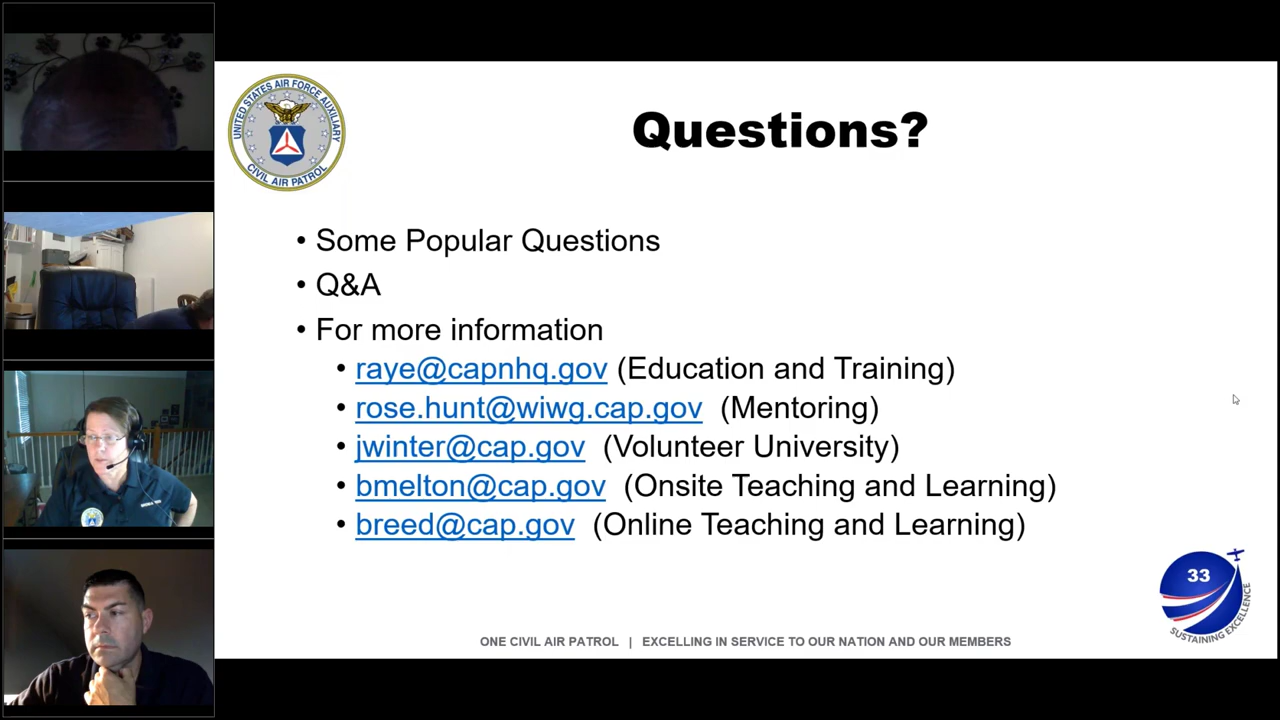 UNITED STATES AIR FORCE AUXILIARY
CIVIL AIR PATROL
Questions?
• Some Popular Questions
• Q&A
• For more information
• raye@capnhq.gov (Education and Training)
• rose.hunt@wiwg.cap.gov (Mentoring)
• jwinter@cap.gov (Volunteer University)
• bmelton@cap.gov (Onsite Teaching and Learning)
• breed@cap.gov (Online Teaching and Learning)
33
SUSTAINING EXCELLENCE
ONE CIVIL AIR PATROL | EXCELLING IN SERVICE TO OUR NATION AND OUR MEMBERS